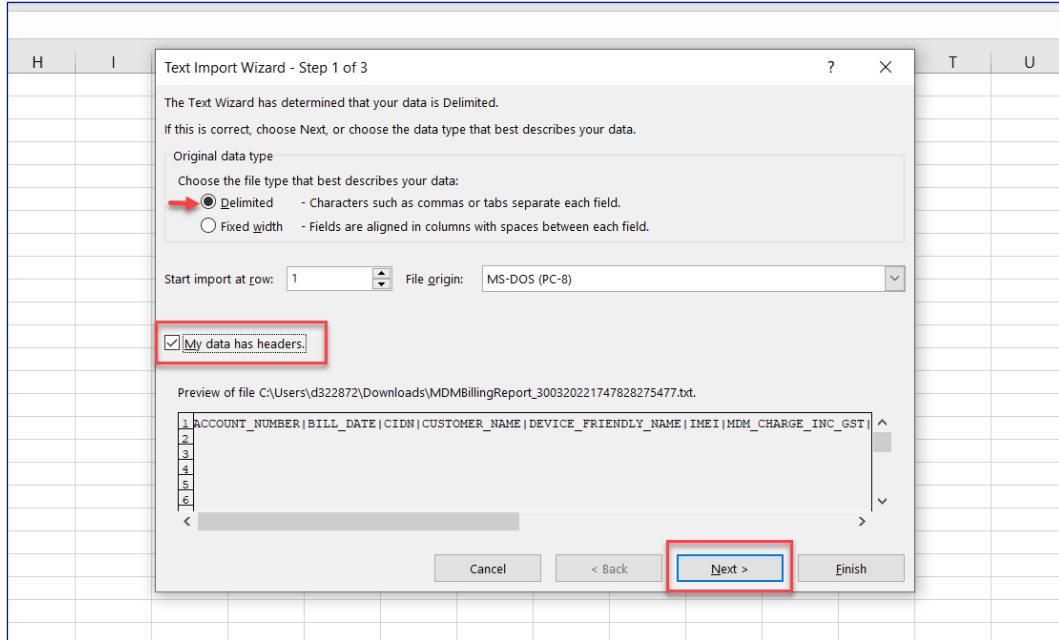 H I T U
Text Import Wizard - Step 1 of 3 ?
The Text Wizard has determined that your data is Delimited.
If this is correct, choose Next, or choose the data type that best describes your data.
Original data type
Choose the file type that best describes your data:
Delimited - Characters such as commas or tabs separate each field.
Fixed width - Fields are aligned in columns with spaces between each field.
Start import at row: 1 File origin: MS-DOS (PC-8)
My data has headers.
Preview of file C:\Users\d322872\Downloads\MDMBillingReport_300320221747828275477.txt.
1 ACCOUNT_NUMBER|BILL_DATE|CIDN|CUSTOMER_NAME|DEVICE_FRIENDLY_NAME|IMEI|MDM_CHARGE_INC_GST|
2
3
4
5
6
Cancel < Back Next > Finish